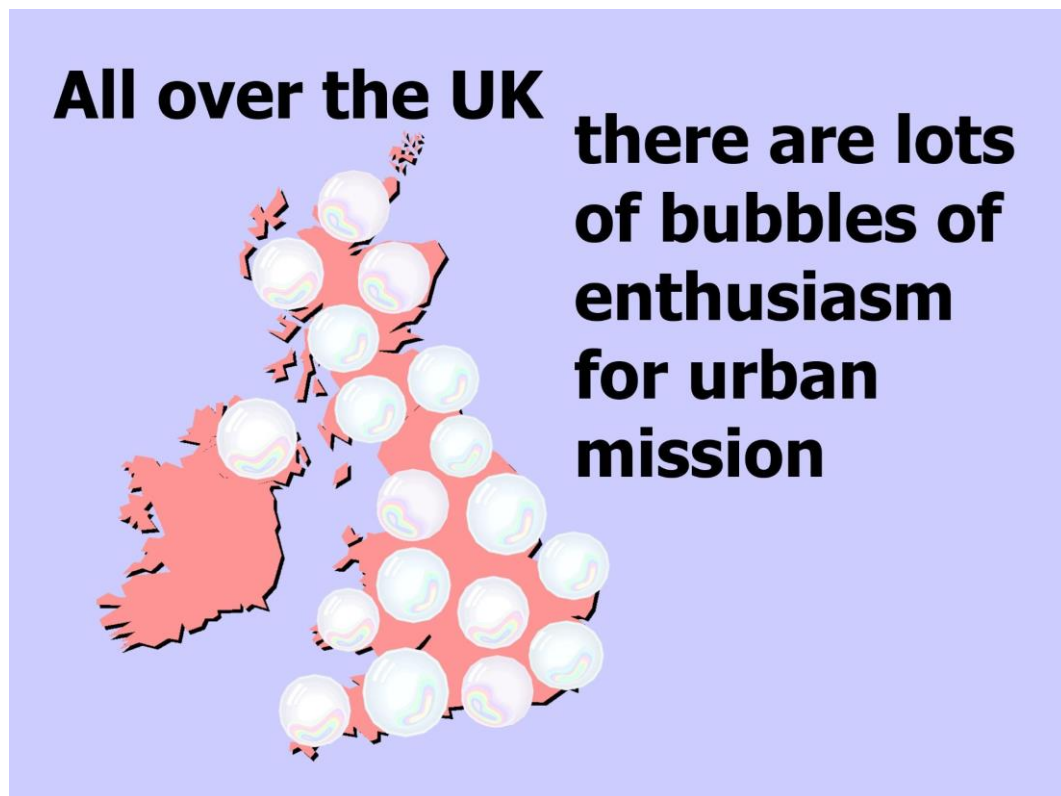 All over the UK
there are lots
of bubbles of
enthusiasm
for urban
mission